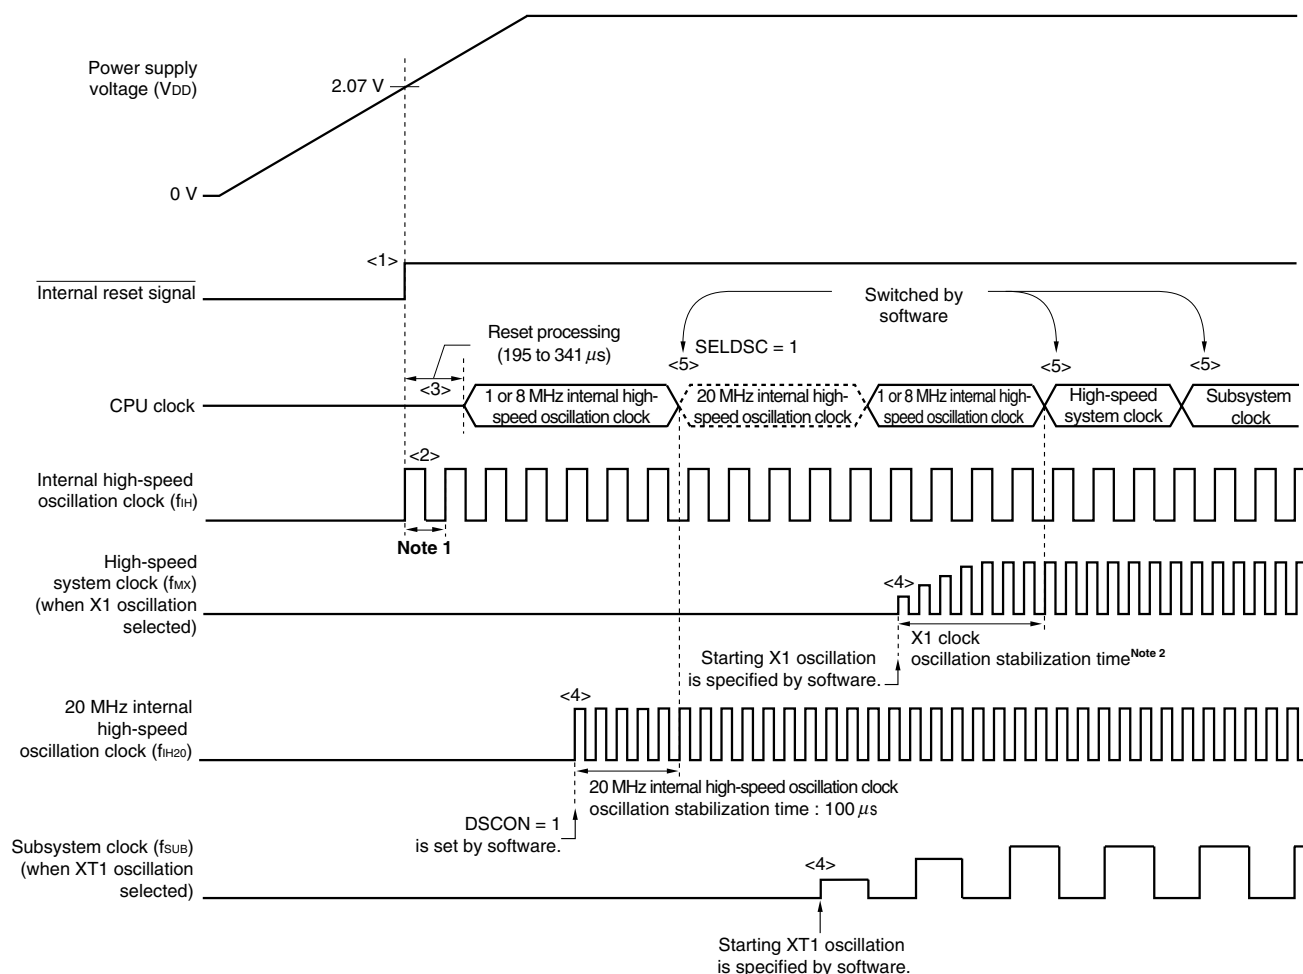 Power supply
voltage (VDD)
2.07 V
0 V
<1>
Internal reset signal
Switched by
software
Reset processing
(195 to 341 μs)
<3>
<5>
SELDSC = 1
<5>
<5>
CPU clock
1 or 8 MHz internal high-
speed oscillation clock
20 MHz internal high-
speed oscillation clock
1 or 8 MHz internal high-
speed oscillation clock
High-speed
system clock
Subsystem
clock
<2>
Internal high-speed
oscillation clock (fIH)
Note 1
High-speed
system clock (fMX)
(when X1 oscillation
selected)
<4>
X1 clock
oscillation stabilization timeNote 2
Starting X1 oscillation
is specified by software.
<4>
20 MHz internal
high-speed
oscillation clock (fIH20)
20 MHz internal high-speed oscillation clock
oscillation stabilization time : 100 μs
DSCON = 1
is set by software.
Subsystem clock (fSUB)
(when XT1 oscillation
selected)
<4>
Starting XT1 oscillation
is specified by software.